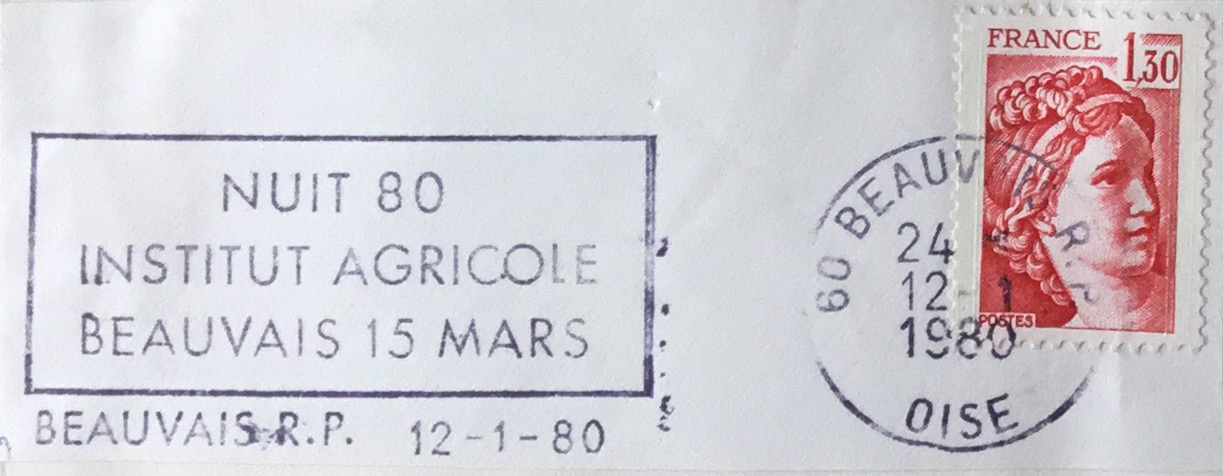 NUIT 80
INSTITUT AGRICOLE
BEAUVAIS 15 MARS
BEAUVAIS R.P. 12-1-80
FRANCE 1,30
POSTES
60 BEAUVAIS R.P.
24
12-1
1980
OISE